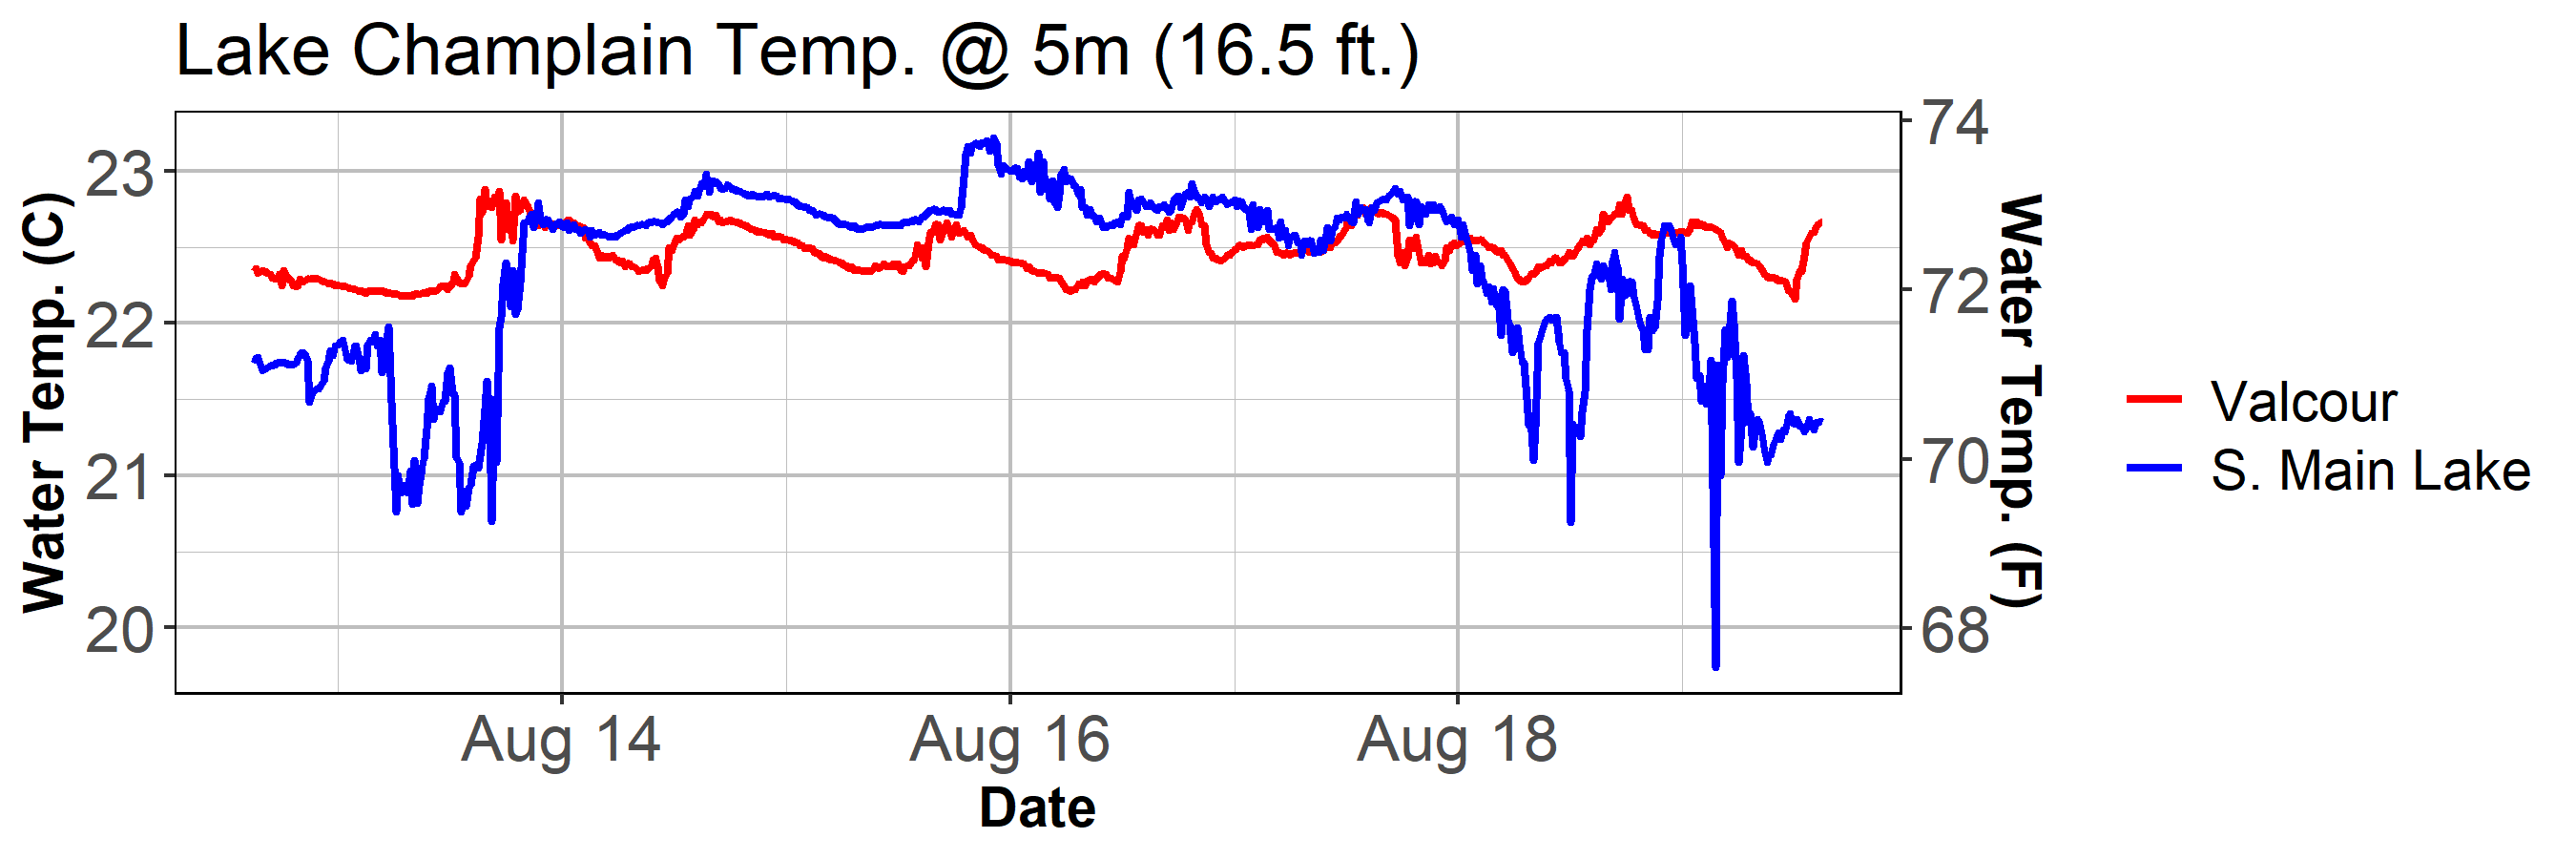 Lake Champlain Temp. @ 5m (16.5 ft.)
Water Temp. (C)
23
22
21
20
74
72
70
68
Water Temp. (F)
Aug 14
Aug 16
Aug 18
Date
Valcour
S. Main Lake